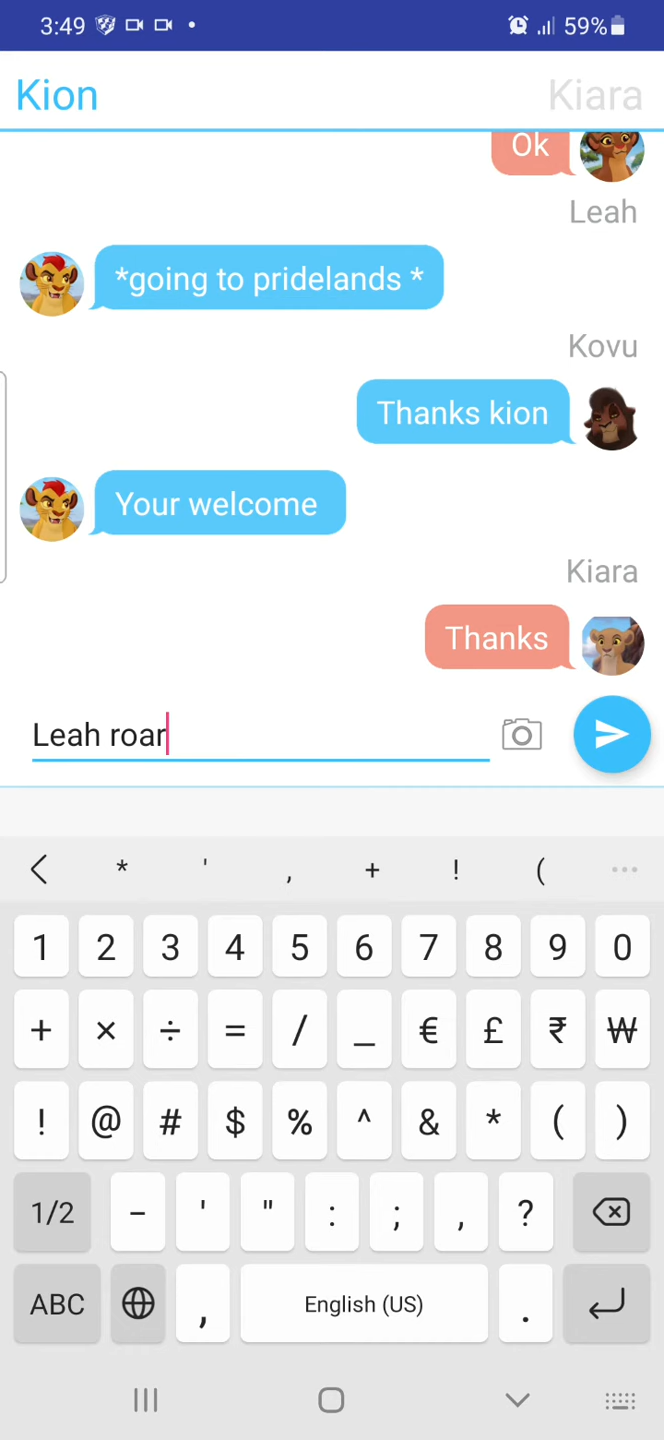 3:49 59%
Kion Kiara
Ok
Leah
*going to pridelands *
Kovu
Thanks kion
Your welcome
Kiara
Thanks
Leah roar
* ' , + ! (
1 2 3 4 5 6 7 8 9 0
+ × ÷ = / _ € £ ₹ ₩
! @ # $ % ^ & * ( )
1/2 - ' " : ; , ?
ABC , English (US) .